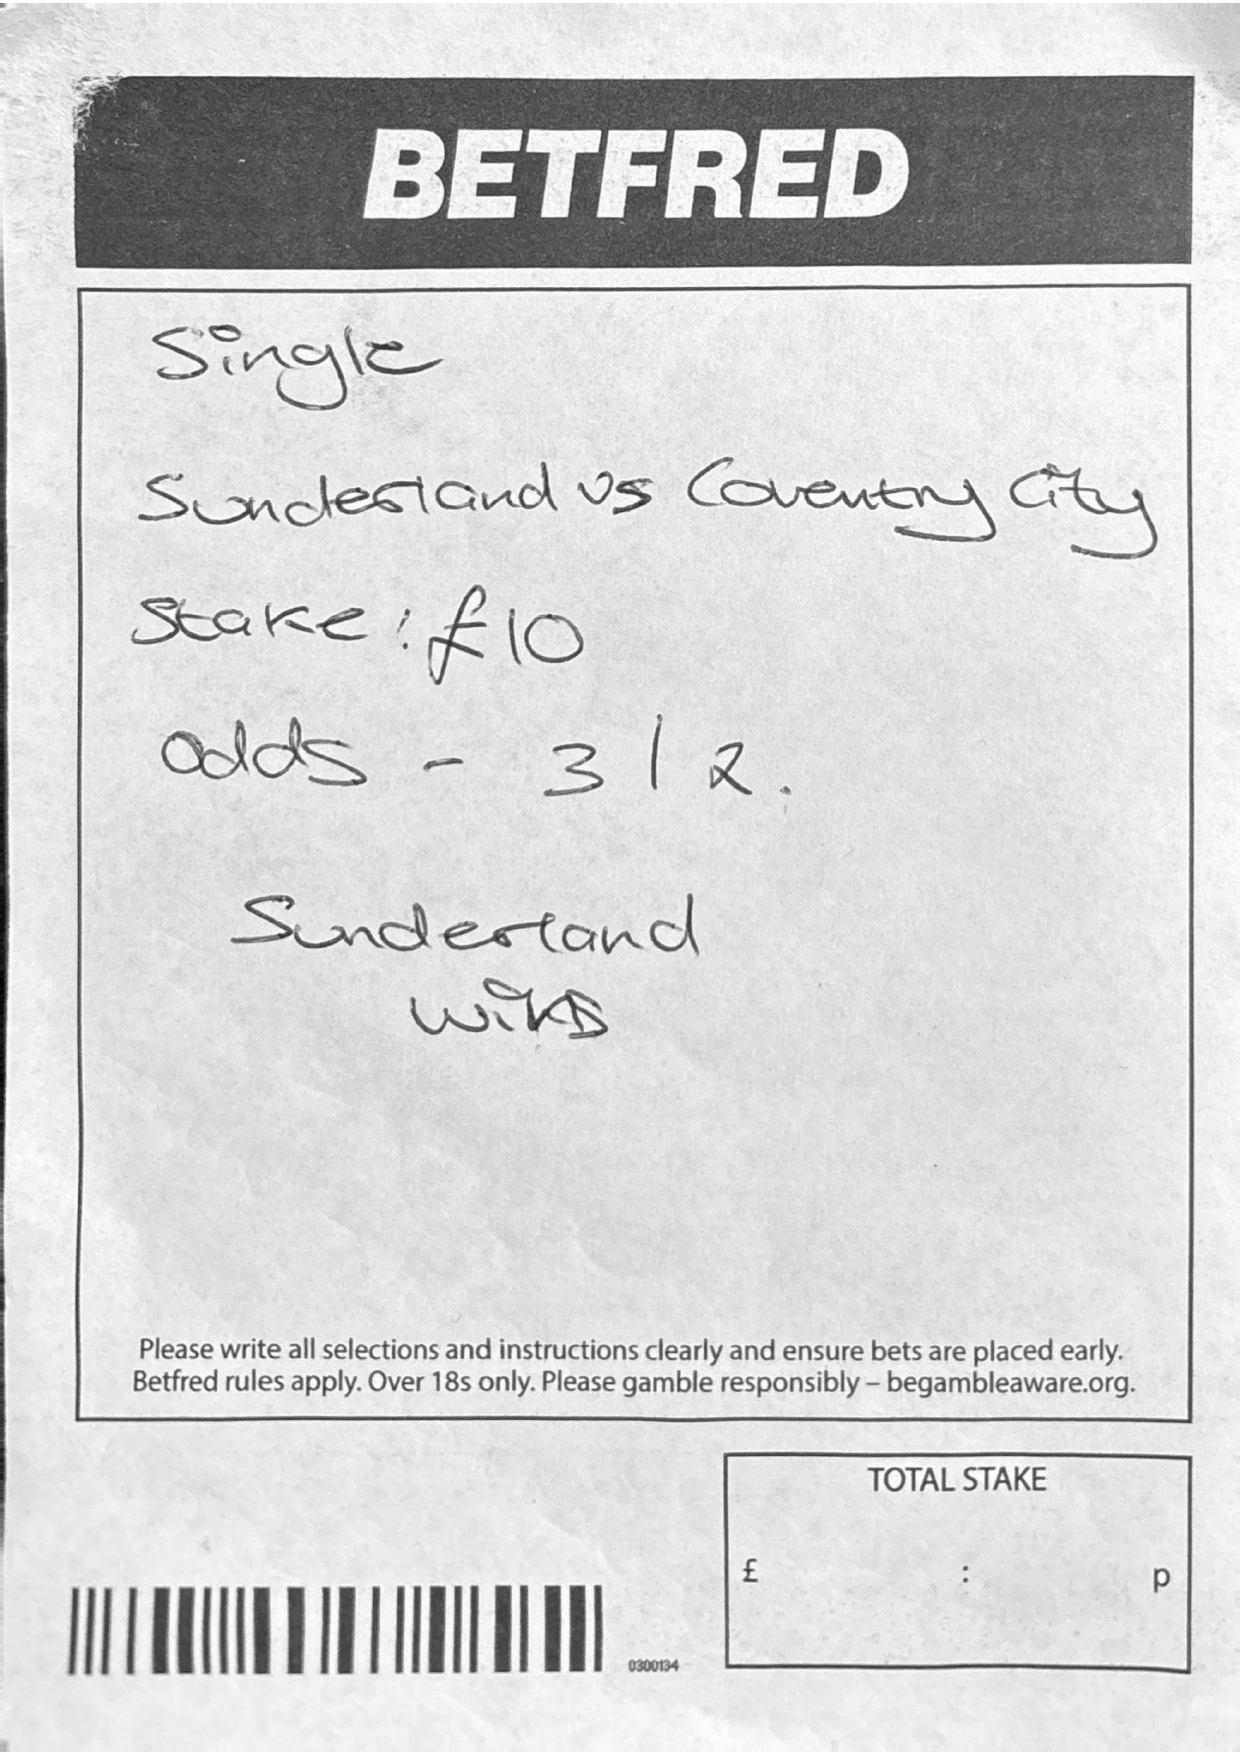 BETFRED
Single
Sunderland vs Coventry City
Stake: £10
odds - 3/2.
Sunderland
wins
Please write all selections and instructions clearly and ensure bets are placed early.
Betfred rules apply. Over 18s only. Please gamble responsibly – begambleaware.org.
TOTAL STAKE
£ : p
0300134